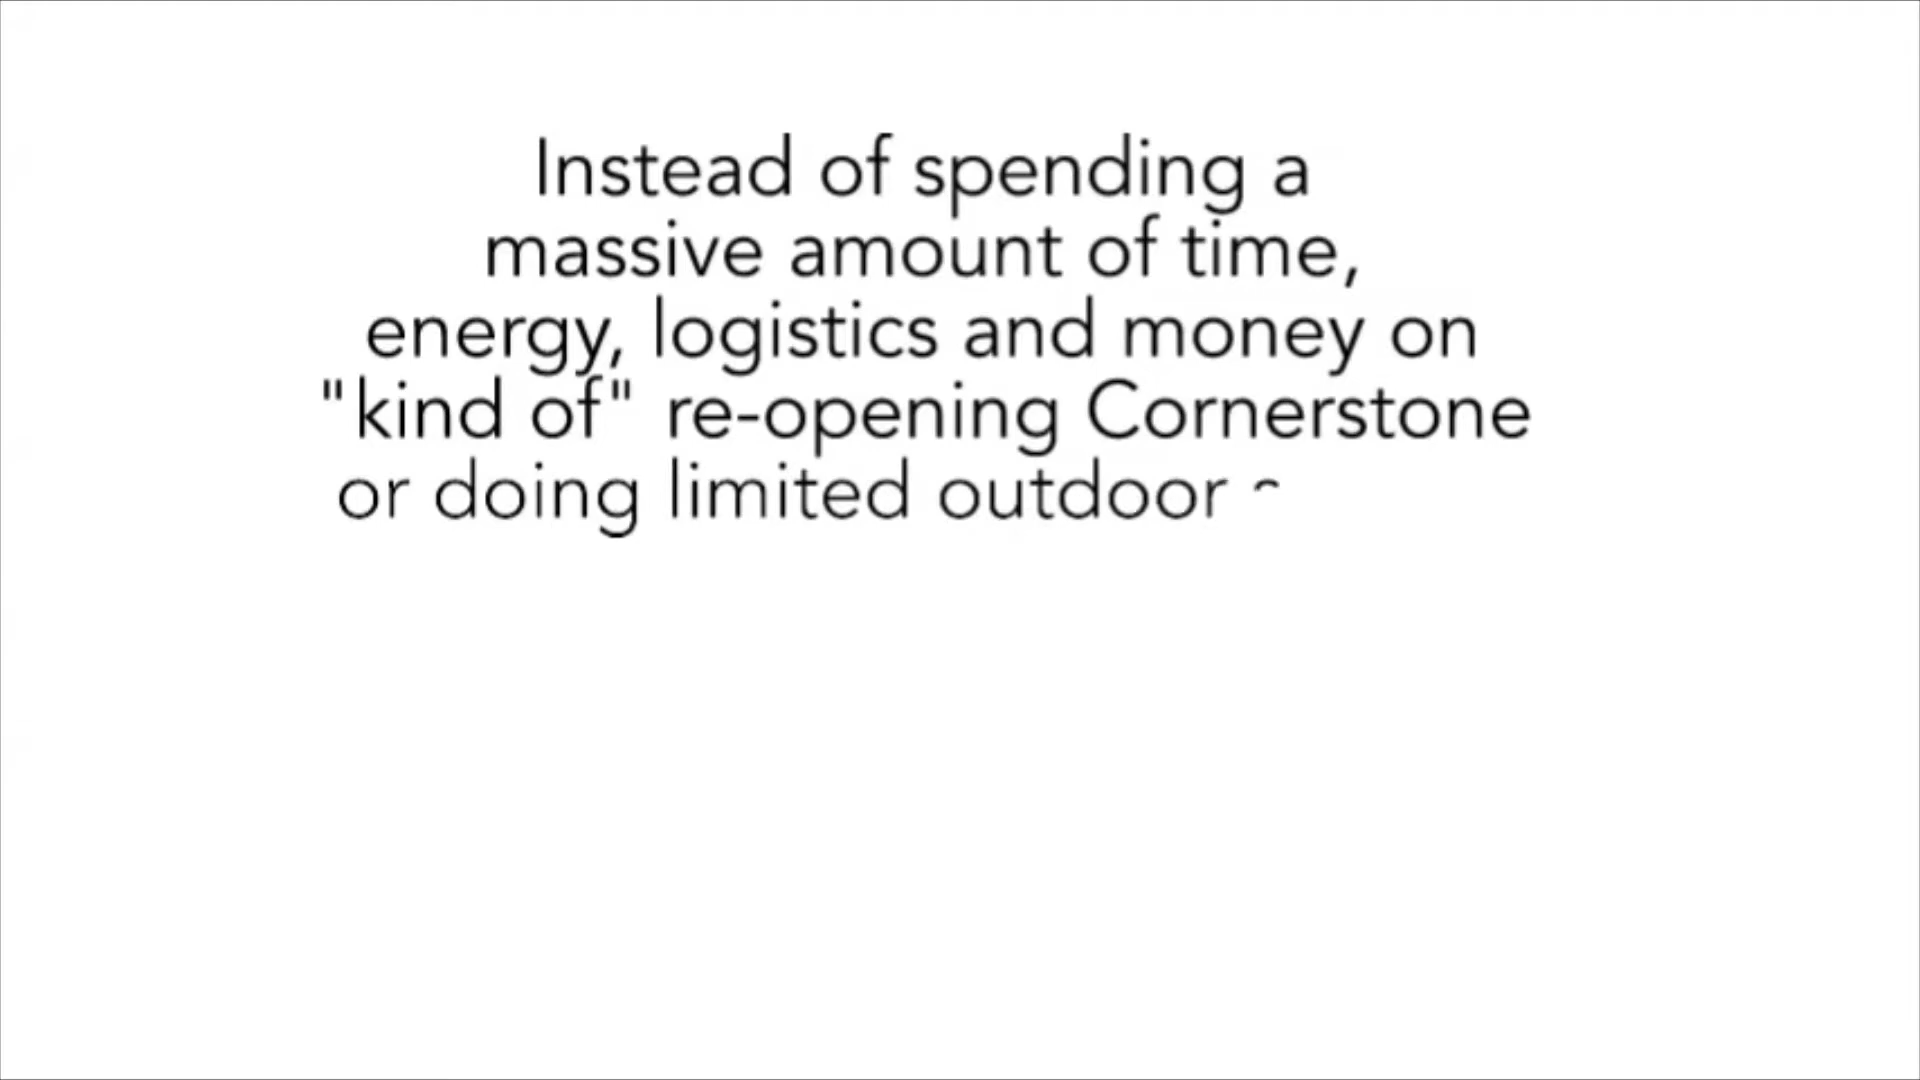 Instead of spending a
massive amount of time,
energy, logistics and money on
"kind of" re-opening Cornerstone
or doing limited outdoor